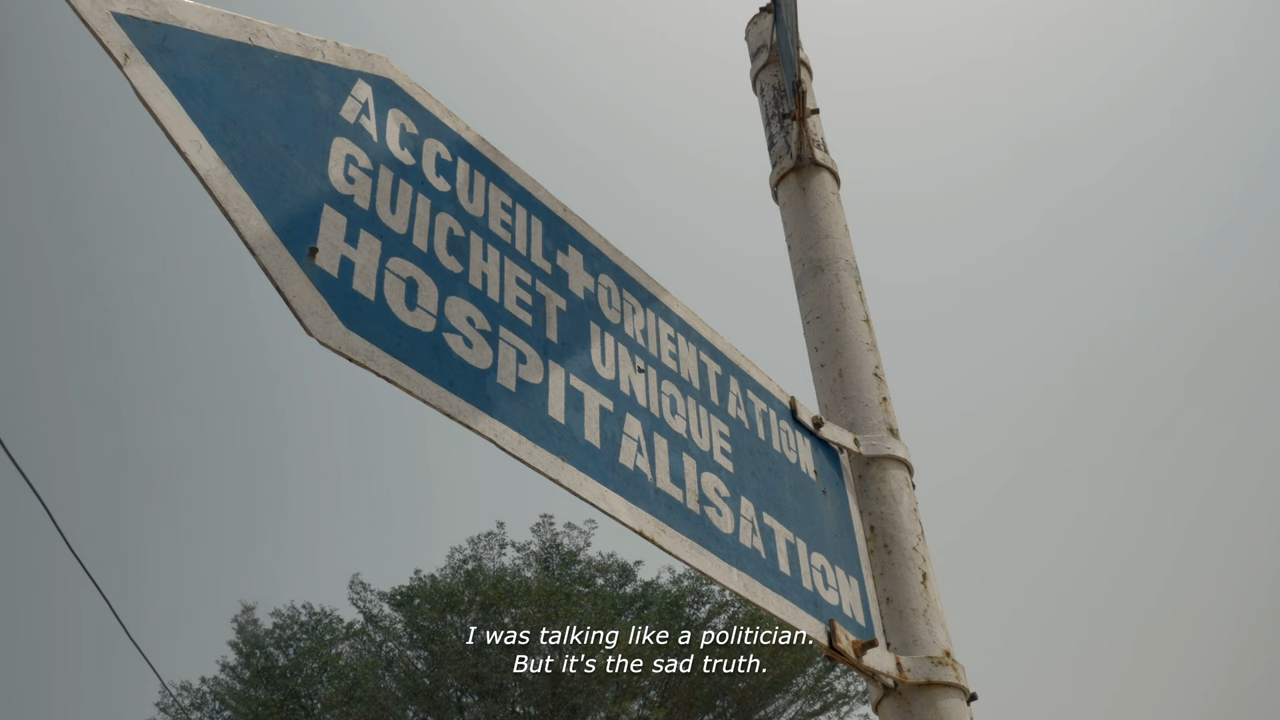 ACCUEIL+ORIENTATION
GUICHET UNIQUE
HOSPITALISATION
I was talking like a politician.
But it's the sad truth.